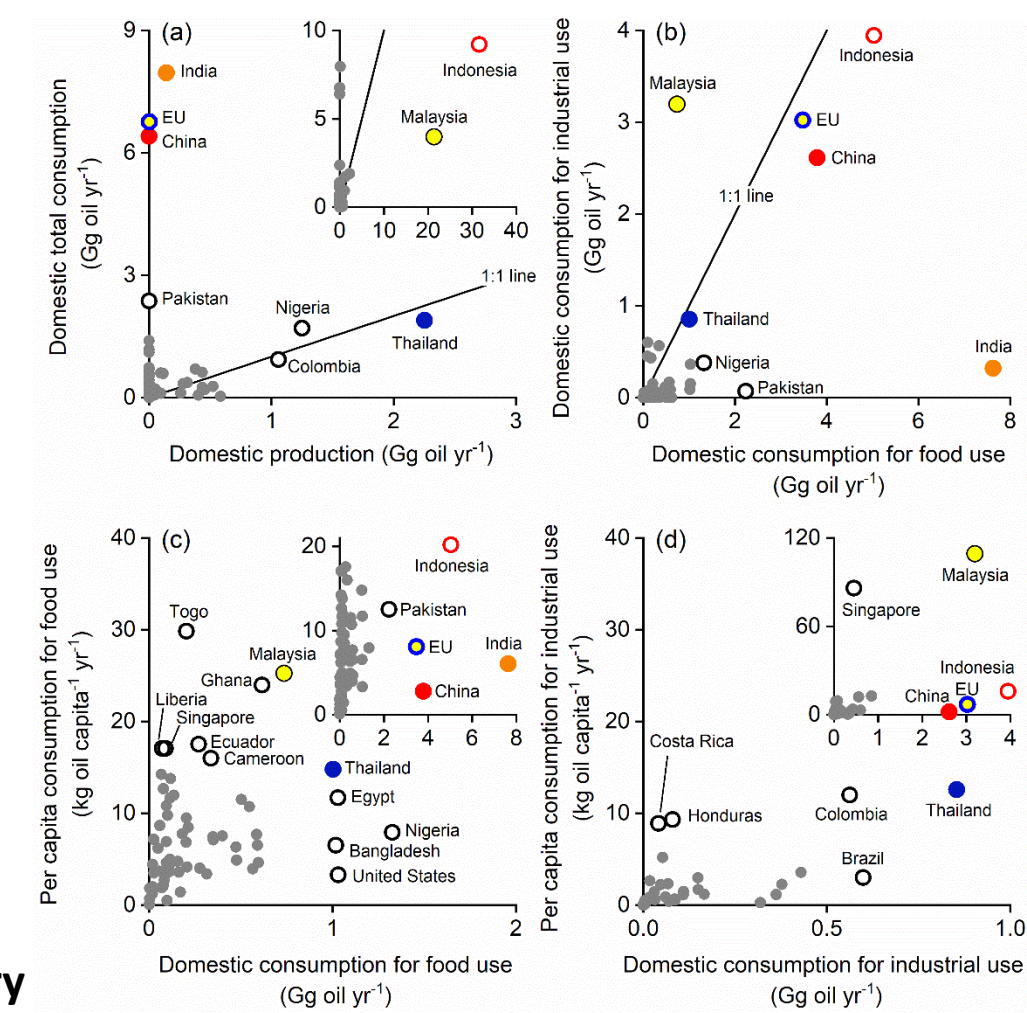 (a)
9
6
3
0
0
1
2
3
Domestic total consumption
(Gg oil yr⁻¹)
Domestic production (Gg oil yr⁻¹)
India
EU
China
Pakistan
Nigeria
Colombia
Thailand
1:1 line
10
5
0
0
10
20
30
40
Indonesia
Malaysia
(b)
4
3
2
1
0
0
2
4
6
8
Domestic consumption for industrial use
(Gg oil yr⁻¹)
Domestic consumption for food use
(Gg oil yr⁻¹)
Indonesia
Malaysia
EU
China
1:1 line
Thailand
Nigeria
India
Pakistan
(c)
40
30
20
10
0
0
1
2
Per capita consumption for food use
(kg oil capita⁻¹ yr⁻¹)
Domestic consumption for food use
(Gg oil yr⁻¹)
Togo
Malaysia
Ghana
Liberia
Singapore
Ecuador
Cameroon
Thailand
Egypt
Nigeria
Bangladesh
United States
20
10
0
0
2
4
6
8
Indonesia
Pakistan
EU
India
China
(d)
40
30
20
10
0
0.0
0.5
1.0
Per capita consumption for industrial use
(kg oil capita⁻¹ yr⁻¹)
Domestic consumption for industrial use
(Gg oil yr⁻¹)
Costa Rica
Honduras
Colombia
Thailand
Brazil
120
60
0
0
1
2
3
4
Malaysia
Singapore
Indonesia
China
EU
ry